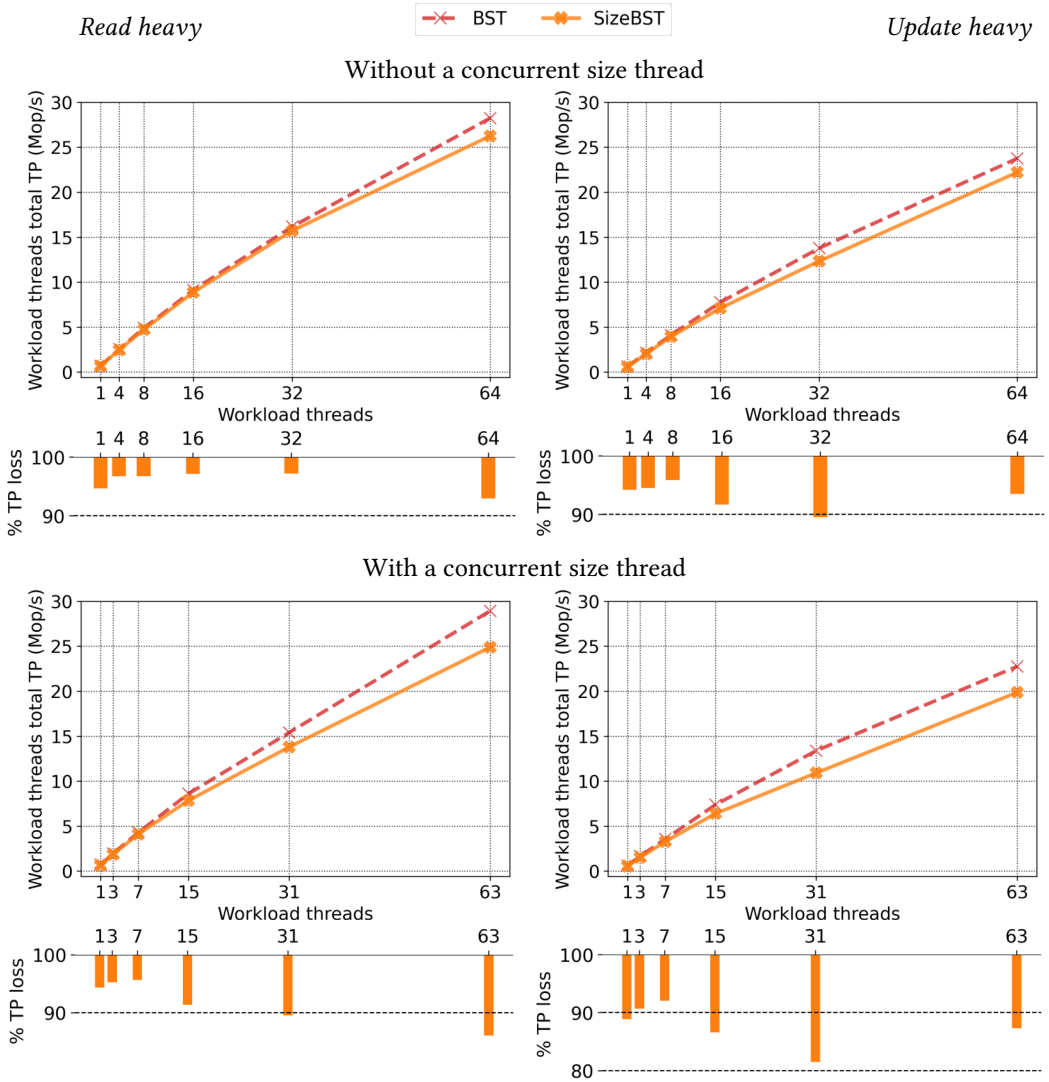 BST SizeBST
Read heavy Update heavy
Without a concurrent size thread
Workload threads total TP (Mop/s)
30
25
20
15
10
5
0
1 4 8 16 32 64
Workload threads
1 4 8 16 32 64
% TP loss
100
90
Workload threads total TP (Mop/s)
30
25
20
15
10
5
0
1 4 8 16 32 64
Workload threads
1 4 8 16 32 64
% TP loss
100
90
With a concurrent size thread
Workload threads total TP (Mop/s)
30
25
20
15
10
5
0
1 3 7 15 31 63
Workload threads
1 3 7 15 31 63
% TP loss
100
90
Workload threads total TP (Mop/s)
30
25
20
15
10
5
0
1 3 7 15 31 63
Workload threads
1 3 7 15 31 63
% TP loss
100
90
80